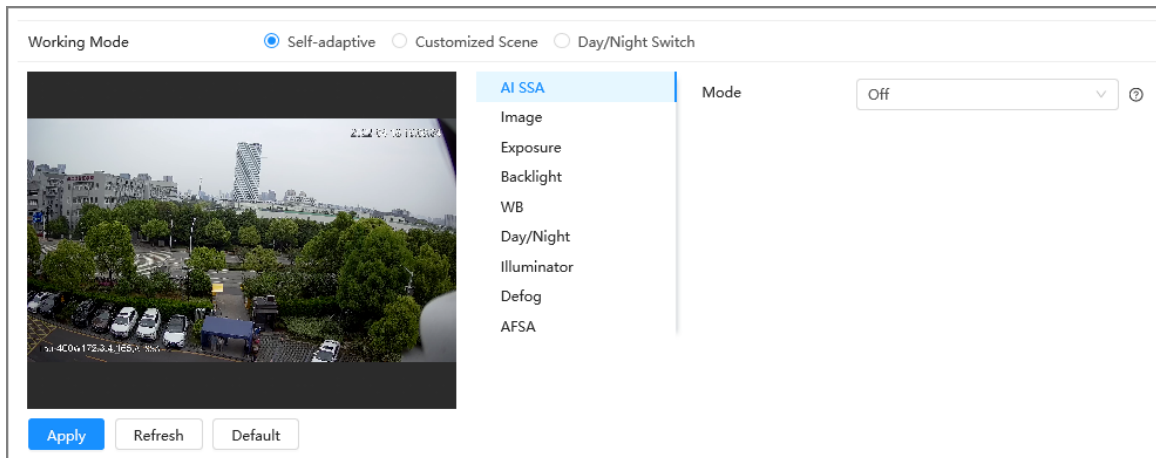 Working Mode Self-adaptive Customized Scene Day/Night Switch
AI SSA
Mode Off
Image
Exposure
Backlight
WB
Day/Night
Illuminator
Defog
AFSA
Apply Refresh Default